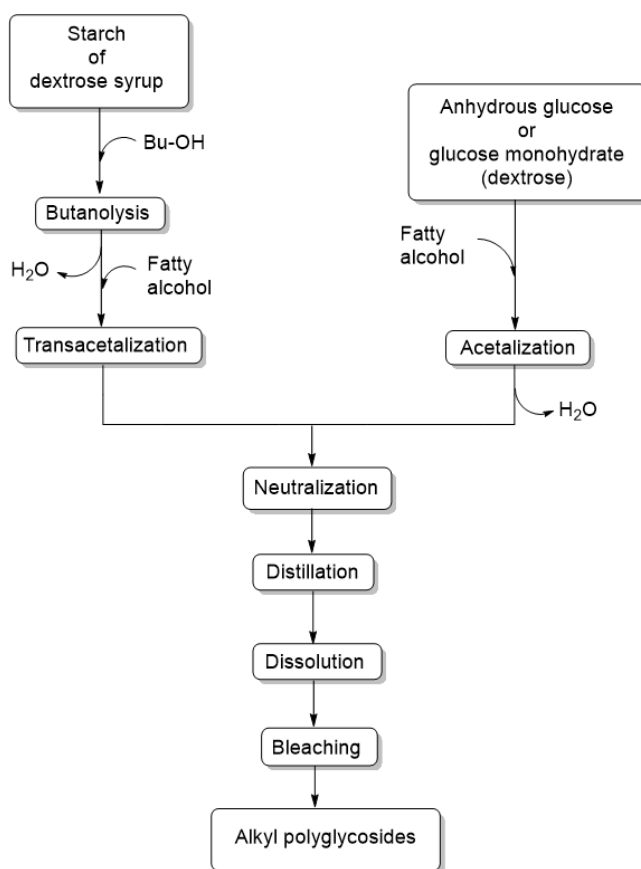 Starch
of
dextrose syrup
Bu-OH
Butanolysis
H₂O
Fatty
alcohol
Transacetalization
Anhydrous glucose
or
glucose monohydrate
(dextrose)
Fatty
alcohol
Acetalization
H₂O
Neutralization
Distillation
Dissolution
Bleaching
Alkyl polyglycosides